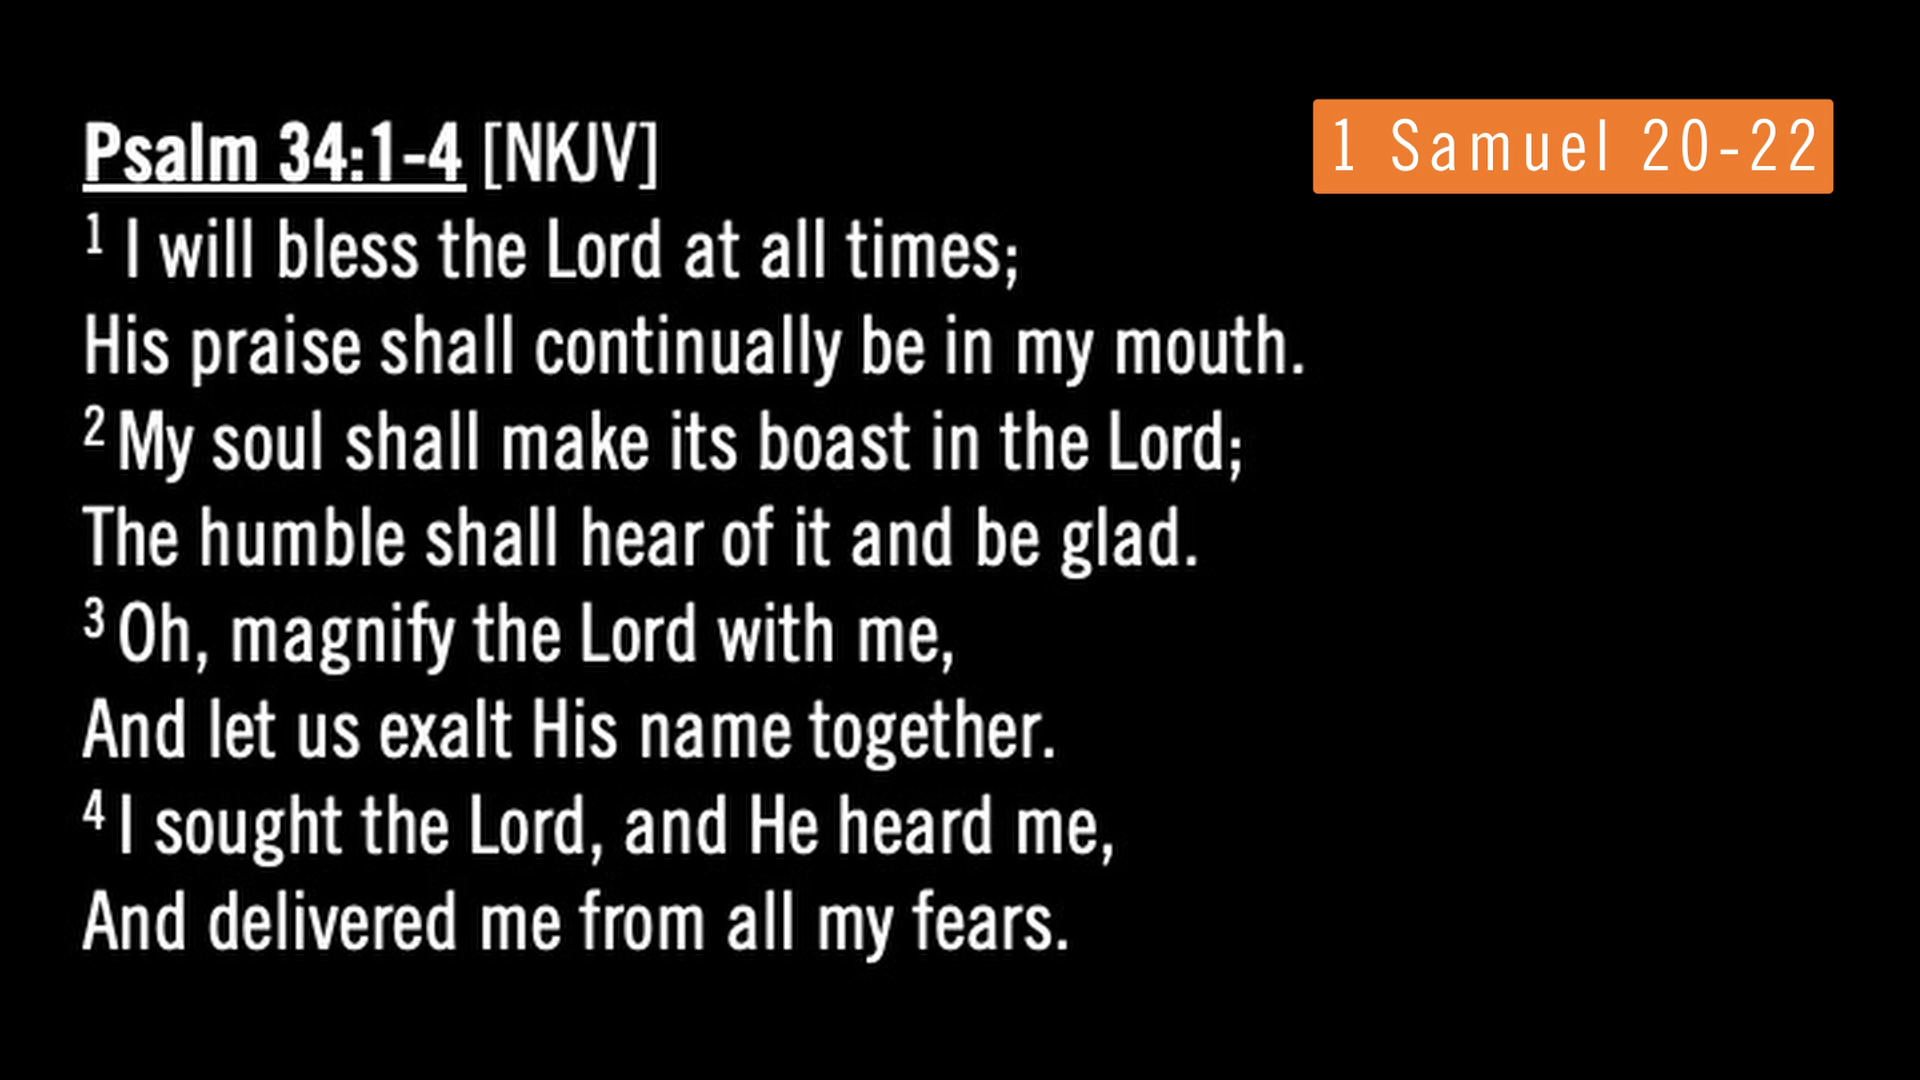 Psalm 34:1-4 [NKJV]
1 Samuel 20-22
1 I will bless the Lord at all times;
His praise shall continually be in my mouth.
2 My soul shall make its boast in the Lord;
The humble shall hear of it and be glad.
3 Oh, magnify the Lord with me,
And let us exalt His name together.
4 I sought the Lord, and He heard me,
And delivered me from all my fears.